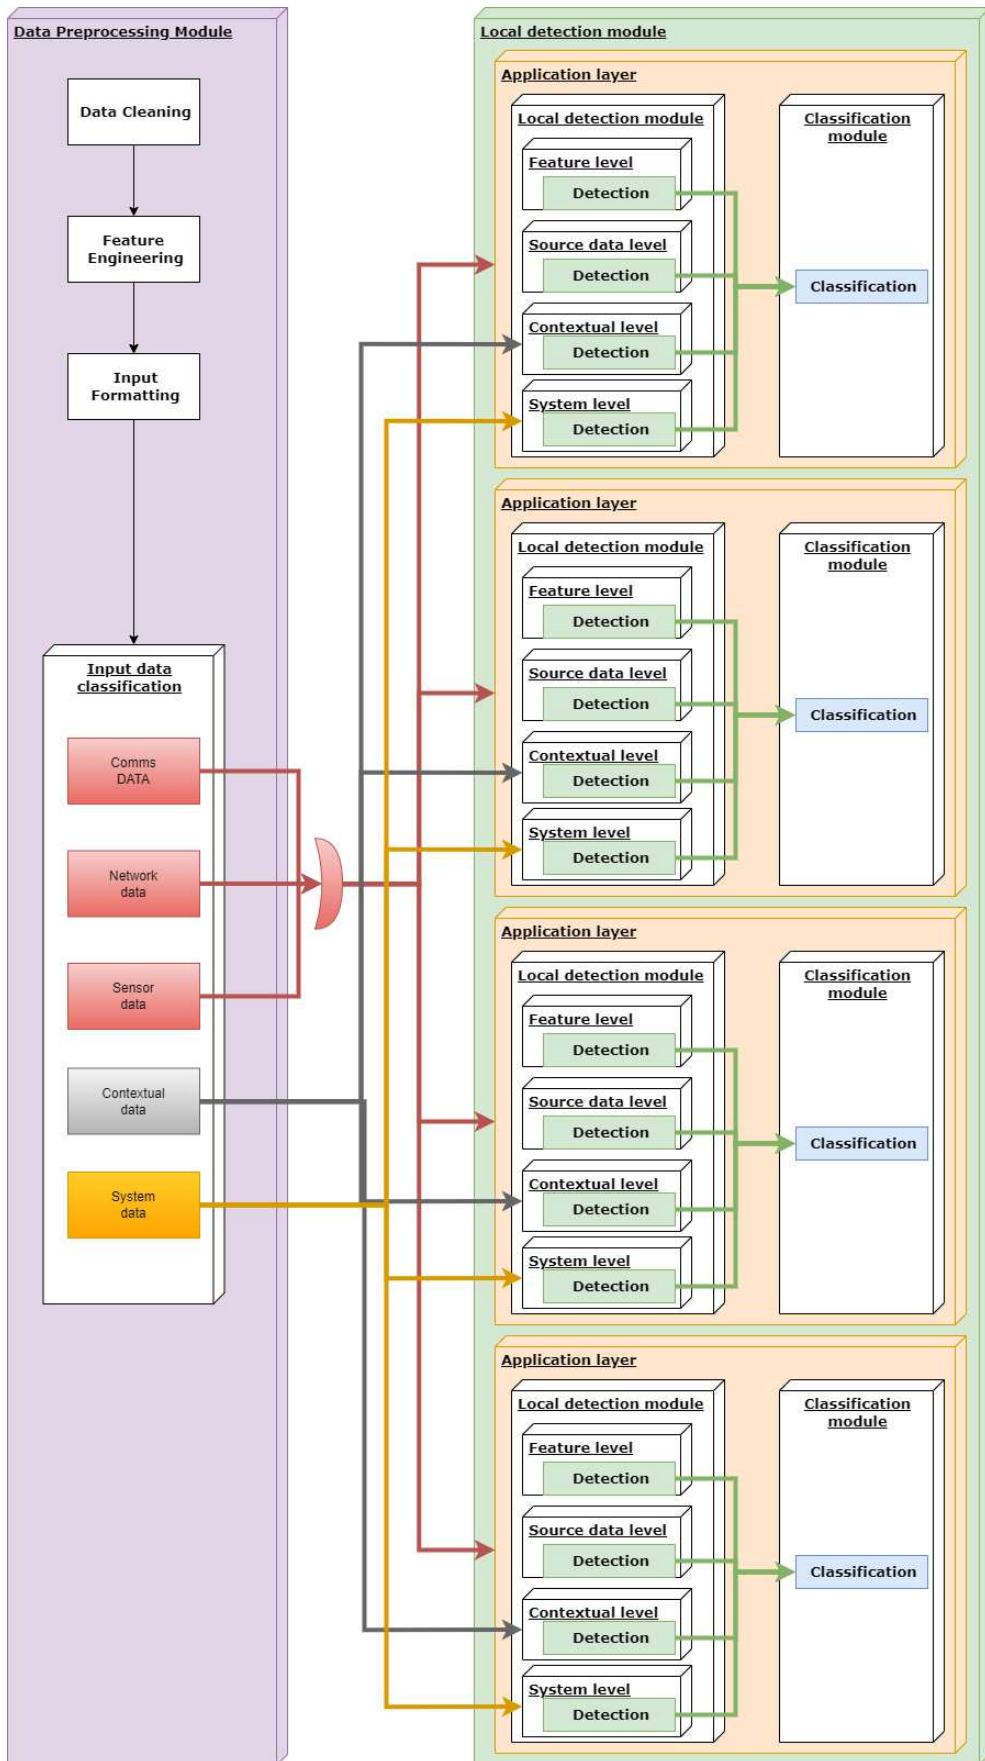 Data Preprocessing Module
Data Cleaning
Feature
Engineering
Input
Formatting
Input data
classification
Comms
DATA
Network
data
Sensor
data
Contextual
data
System
data
Local detection module
Application layer
Local detection module
Feature level
Detection
Source data level
Detection
Contextual level
Detection
System level
Detection
Classification
module
Classification
Application layer
Local detection module
Feature level
Detection
Source data level
Detection
Contextual level
Detection
System level
Detection
Classification
module
Classification
Application layer
Local detection module
Feature level
Detection
Source data level
Detection
Contextual level
Detection
System level
Detection
Classification
module
Classification
Application layer
Local detection module
Feature level
Detection
Source data level
Detection
Contextual level
Detection
System level
Detection
Classification
module
Classification